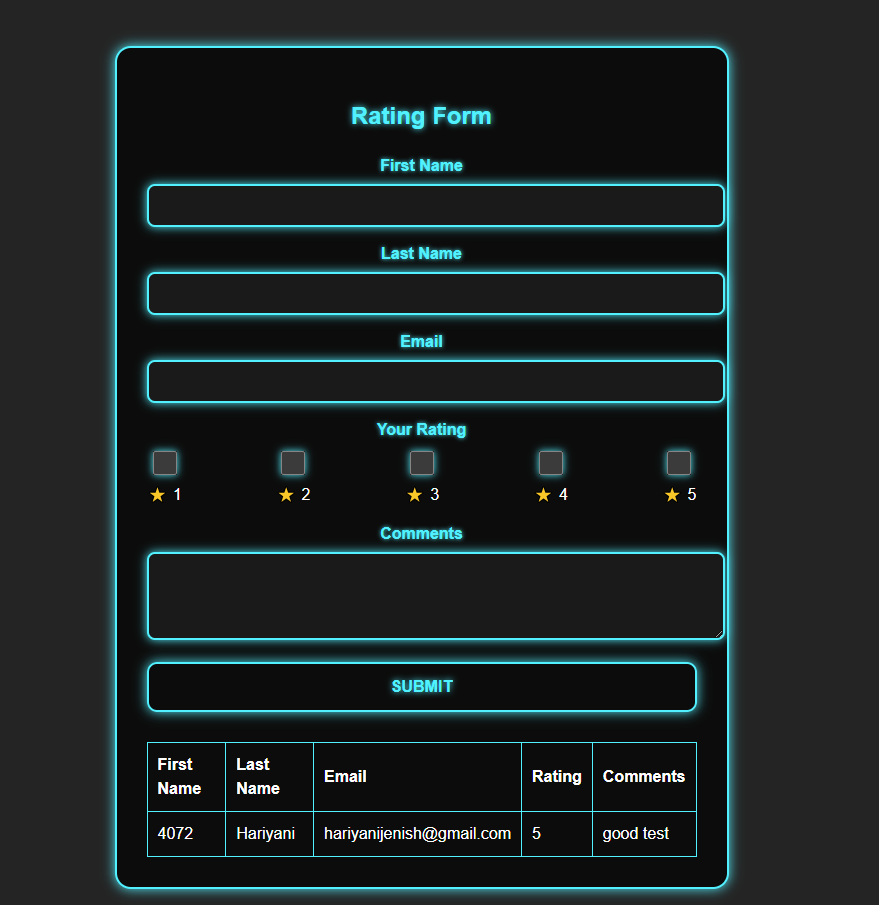 Rating Form
First Name
Last Name
Email
Your Rating
★ 1 ★ 2 ★ 3 ★ 4 ★ 5
Comments
SUBMIT
First Name Last Name Email Rating Comments
4072 Hariyani hariyanijenish@gmail.com 5 good test